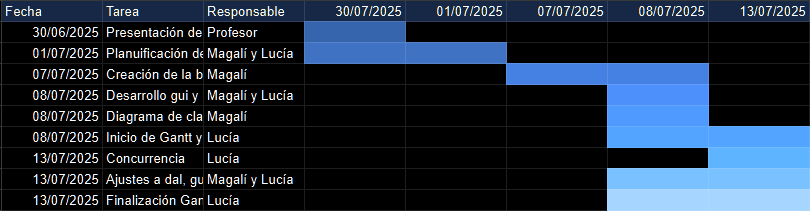 Fecha Tarea Responsable 30/07/2025 01/07/2025 07/07/2025 08/07/2025 13/07/2025
30/06/2025 Presentación de Profesor
01/07/2025 Planuificación de Magalí y Lucía
07/07/2025 Creación de la b Magalí
08/07/2025 Desarrollo gui y Magalí y Lucía
08/07/2025 Diagrama de cla Magalí
08/07/2025 Inicio de Gantt y Lucía
13/07/2025 Concurrencia Lucía
13/07/2025 Ajustes a dal, gu Magalí y Lucía
13/07/2025 Finalización Gan Lucía